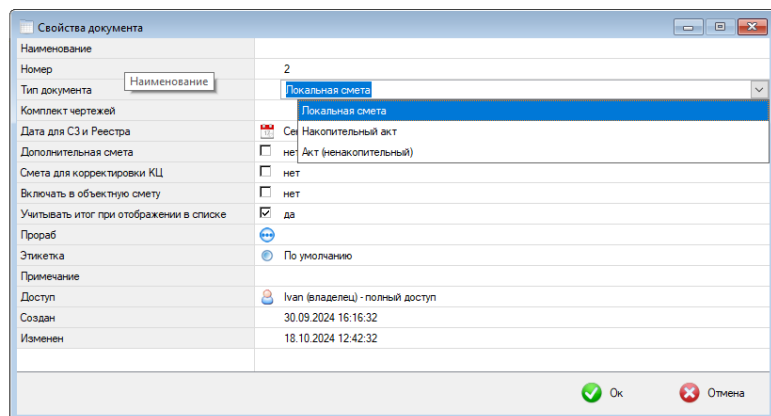 Свойства документа
Наименование
Номер 2
Наименование
Тип документа Локальная смета
Комплект чертежей Локальная смета
Дата для СЗ и Реестра Сен Накопительный акт
Дополнительная смета нет Акт (ненакопительный)
Смета для корректировки КЦ нет
Включать в объектную смету нет
Учитывать итог при отображении в списке да
Прораб
Этикетка По умолчанию
Примечание
Доступ Ivan (владелец) - полный доступ
Создан 30.09.2024 16:16:32
Изменен 18.10.2024 12:42:32
Ок Отмена